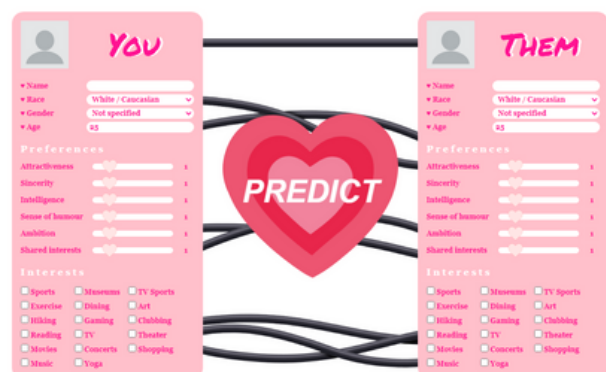 You
♥ Name
♥ Race White / Caucasian
♥ Gender Not specified
♥ Age 25
Preferences
Attractiveness 1
Sincerity 1
Intelligence 1
Sense of humour 1
Ambition 1
Shared interests 1
Interests
Sports Museums TV Sports
Exercise Dining Art
Hiking Gaming Clubbing
Reading TV Theater
Movies Concerts Shopping
Music Yoga
PREDICT
Them
♥ Name
♥ Race White / Caucasian
♥ Gender Not specified
♥ Age 25
Preferences
Attractiveness 1
Sincerity 1
Intelligence 1
Sense of humour 1
Ambition 1
Shared interests 1
Interests
Sports Museums TV Sports
Exercise Dining Art
Hiking Gaming Clubbing
Reading TV Theater
Movies Concerts Shopping
Music Yoga